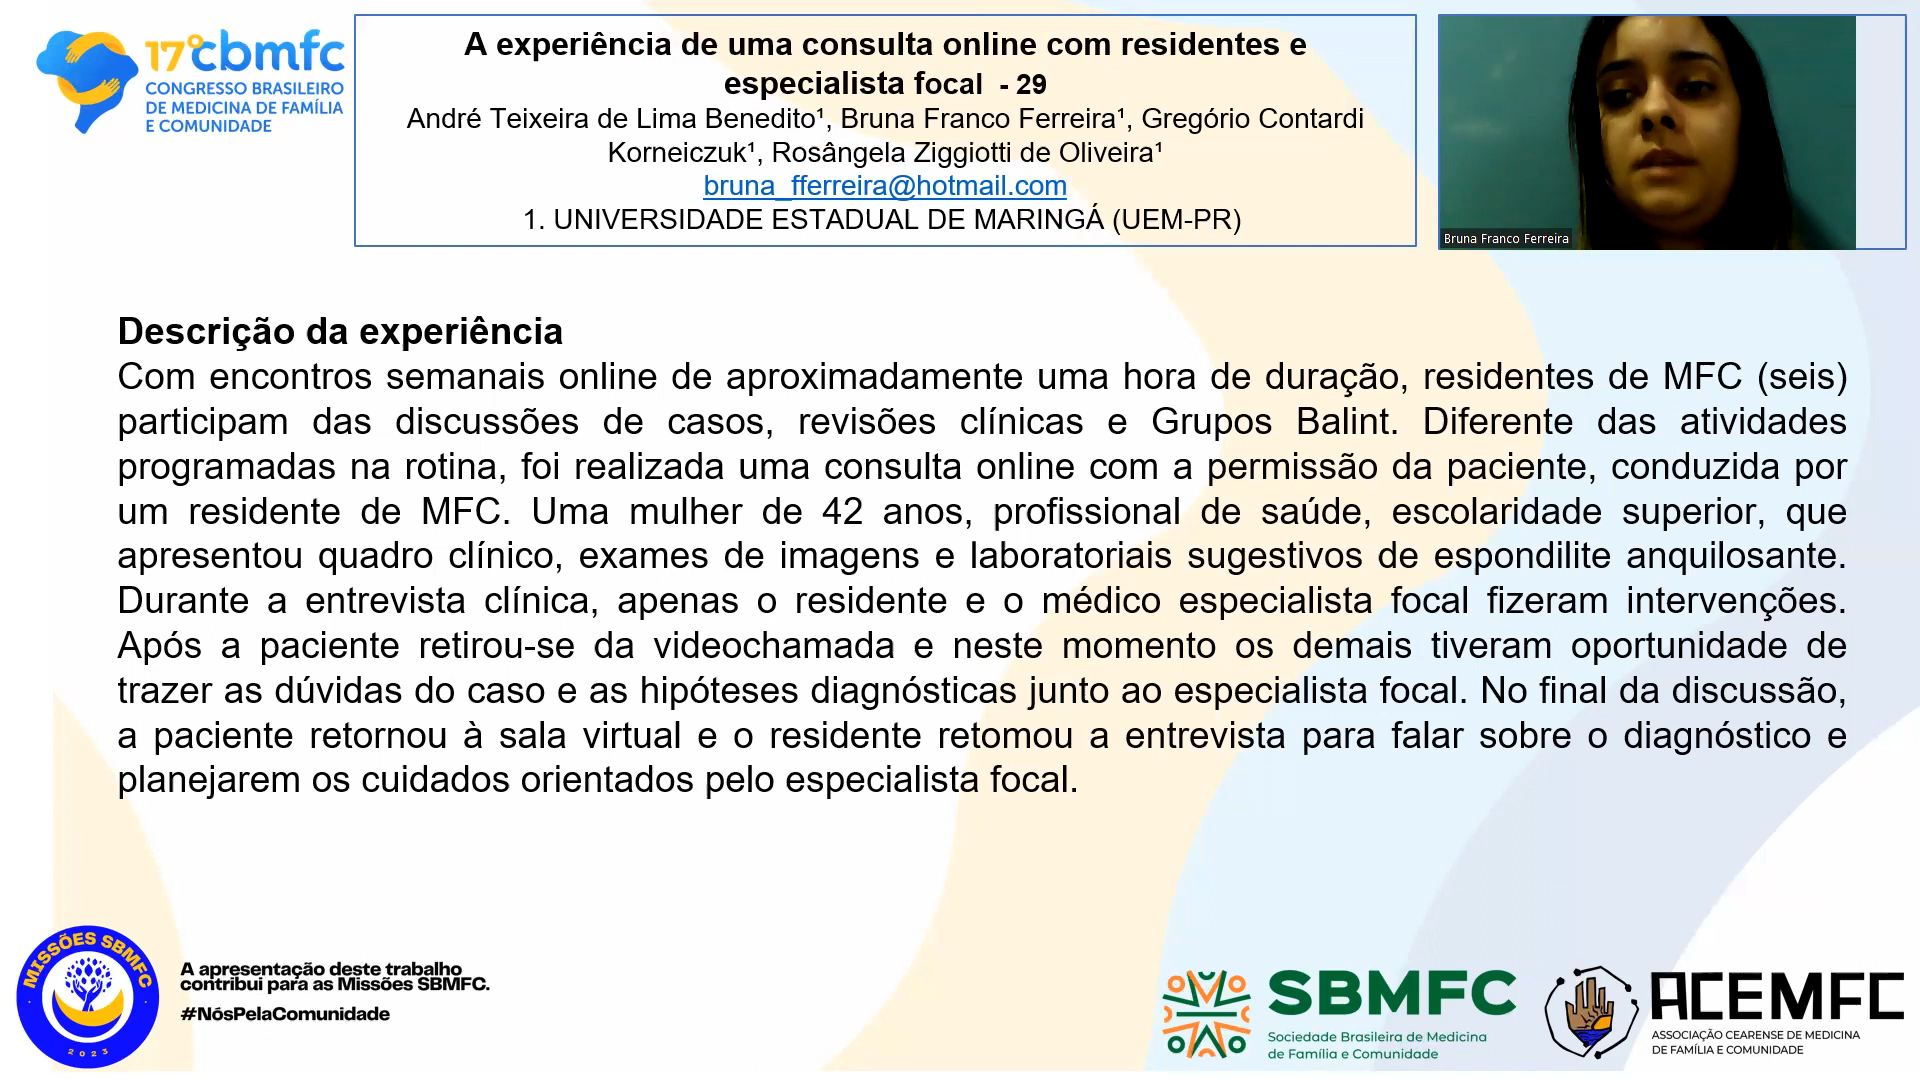 17º cbmfc
CONGRESSO BRASILEIRO
DE MEDICINA DE FAMÍLIA
E COMUNIDADE
A experiência de uma consulta online com residentes e
especialista focal - 29
André Teixeira de Lima Benedito¹, Bruna Franco Ferreira¹, Gregório Contardi
Korneiczuk¹, Rosângela Ziggiotti de Oliveira¹
bruna_fferreira@hotmail.com
1. UNIVERSIDADE ESTADUAL DE MARINGÁ (UEM-PR)
Bruna Franco Ferreira
Descrição da experiência
Com encontros semanais online de aproximadamente uma hora de duração, residentes de MFC (seis)
participam das discussões de casos, revisões clínicas e Grupos Balint. Diferente das atividades
programadas na rotina, foi realizada uma consulta online com a permissão da paciente, conduzida por
um residente de MFC. Uma mulher de 42 anos, profissional de saúde, escolaridade superior, que
apresentou quadro clínico, exames de imagens e laboratoriais sugestivos de espondilite anquilosante.
Durante a entrevista clínica, apenas o residente e o médico especialista focal fizeram intervenções.
Após a paciente retirou-se da videochamada e neste momento os demais tiveram oportunidade de
trazer as dúvidas do caso e as hipóteses diagnósticas junto ao especialista focal. No final da discussão,
a paciente retornou à sala virtual e o residente retomou a entrevista para falar sobre o diagnóstico e
planejarem os cuidados orientados pelo especialista focal.
MISSÕES SBMFC
2023
A apresentação deste trabalho
contribui para as Missões SBMFC.
#NósPelaComunidade
SBMFC
Sociedade Brasileira de Medicina
de Família e Comunidade
ACEMFC
ASSOCIAÇÃO CEARENSE DE MEDICINA
DE FAMÍLIA E COMUNIDADE